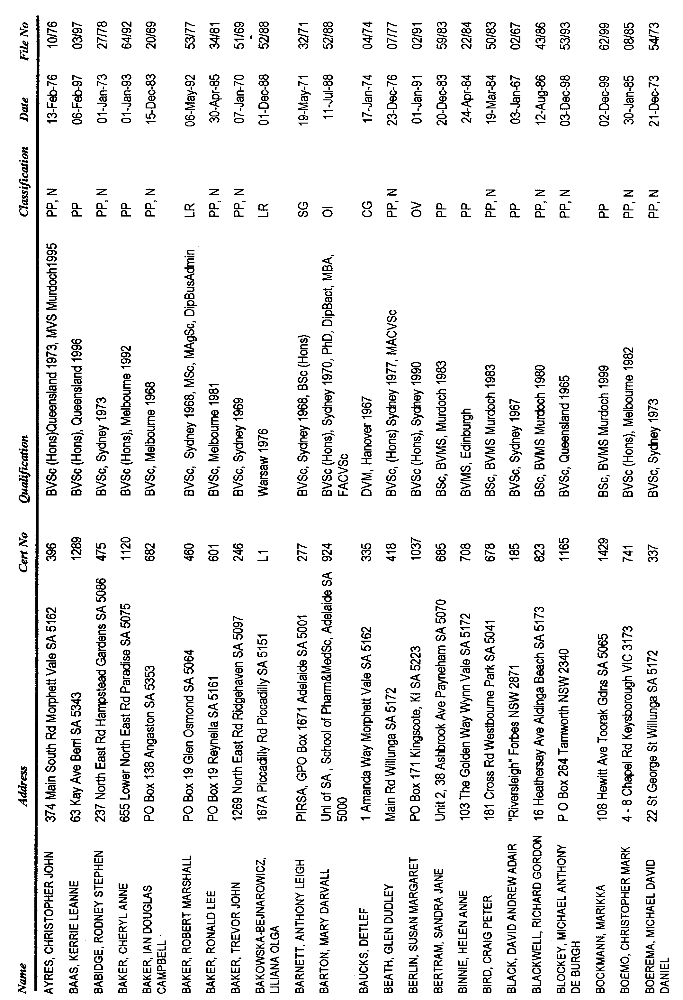 Name Address Cert No Qualification Classification Date File No
AYRES, CHRISTOPHER JOHN 374 Main South Rd Morphett Vale SA 5162 396 BVSc (Hons)Queensland 1973, MVS Murdoch1995 PP, N 13-Feb-76 10/76
BAAS, KERRIE LEANNE 63 Kay Ave Berri SA 5343 1289 BVSc (Hons), Queensland 1996 PP 06-Feb-97 03/97
BABIDGE, RODNEY STEPHEN 237 North East Rd Hampstead Gardens SA 5086 475 BVSc, Sydney 1973 PP, N 01-Jan-73 27/78
BAKER, CHERYL ANNE 655 Lower North East Rd Paradise SA 5075 1120 BVSc (Hons), Melbourne 1992 PP 01-Jan-93 64/92
BAKER, IAN DOUGLAS PO Box 138 Angaston SA 5353 682 BVSc, Melbourne 1968 PP, N 15-Dec-83 20/69
CAMPBELL
BAKER, ROBERT MARSHALL PO Box 19 Glen Osmond SA 5064 460 BVSc, Sydney 1968, MSc, MAgSc, DipBusAdmin LR 06-May-92 53/77
BAKER, RONALD LEE PO Box 19 Reynella SA 5161 601 BVSc, Melbourne 1981 PP, N 30-Apr-85 34/81
BAKER, TREVOR JOHN 1269 North East Rd Ridgehaven SA 5097 246 BVSc, Sydney 1969 PP, N 07-Jan-70 51/69
BAKOWSKA-BEJNAROWICZ, 167A Piccadilly Rd Piccadilly SA 5151 L1 Warsaw 1976 LR 01-Dec-88 52/88
LILIANA OLGA
BARNETT, ANTHONY LEIGH PIRSA, GPO Box 1671 Adelaide SA 5001 277 BVSc, Sydney 1968, BSc (Hons) SG 19-May-71 32/71
BARTON, MARY DARVALL Uni of SA , School of Pharm&MedSc, Adelaide SA 924 BVSc (Hons), Sydney 1970, PhD, DipBact, MBA, OI 11-Jul-88 52/88
5000 FACVSc
BAUCKS, DETLEF 1 Amanda Way Morphett Vale SA 5162 335 DVM, Hanover 1967 CG 17-Jan-74 04/74
BEATH, GLEN DUDLEY Main Rd Willunga SA 5172 418 BVSc, (Hons) Sydney 1977, MACVSc PP, N 23-Dec-76 07/77
BERLIN, SUSAN MARGARET PO Box 171 Kingscote, KI SA 5223 1037 BVSc (Hons), Sydney 1990 OV 01-Jan-91 02/91
BERTRAM, SANDRA JANE Unit 2, 38 Ashbrook Ave Payneham SA 5070 685 BSc, BVMS, Murdoch 1983 PP 20-Dec-83 59/83
BINNIE, HELEN ANNE 103 The Golden Way Wynn Vale SA 5172 708 BVMS, Edinburgh PP 24-Apr-84 22/84
BIRD, CRAIG PETER 181 Cross Rd Westbourne Park SA 5041 678 BSc, BVMS Murdoch 1983 PP, N 19-Mar-84 50/83
BLACK, DAVID ANDREW ADAIR "Riversleigh" Forbes NSW 2871 185 BVSc, Sydney 1967 PP 03-Jan-67 02/67
BLACKWELL, RICHARD GORDON 16 Heathersay Ave Aldinga Beach SA 5173 823 BSc, BVMS Murdoch 1980 PP, N 12-Aug-86 43/86
BLOCKEY, MICHAEL ANTHONY P O Box 264 Tamworth NSW 2340 1165 BVSc, Queensland 1965 PP, N 03-Dec-98 53/93
DE BURGH
BOCKMANN, MARIKKA 108 Hewitt Ave Toorak Gdns SA 5065 1429 BSc, BVMS Murdoch 1999 PP 02-Dec-99 62/99
BOEMO, CHRISTOPHER MARK 4 - 8 Chapel Rd Keysborough VIC 3173 741 BVSc (Hons), Melbourne 1982 PP, N 30-Jan-85 08/85
BOEREMA, MICHAEL DAVID 22 St George St Willunga SA 5172 337 BVSc, Sydney 1973 PP, N 21-Dec-73 54/73
DANIEL